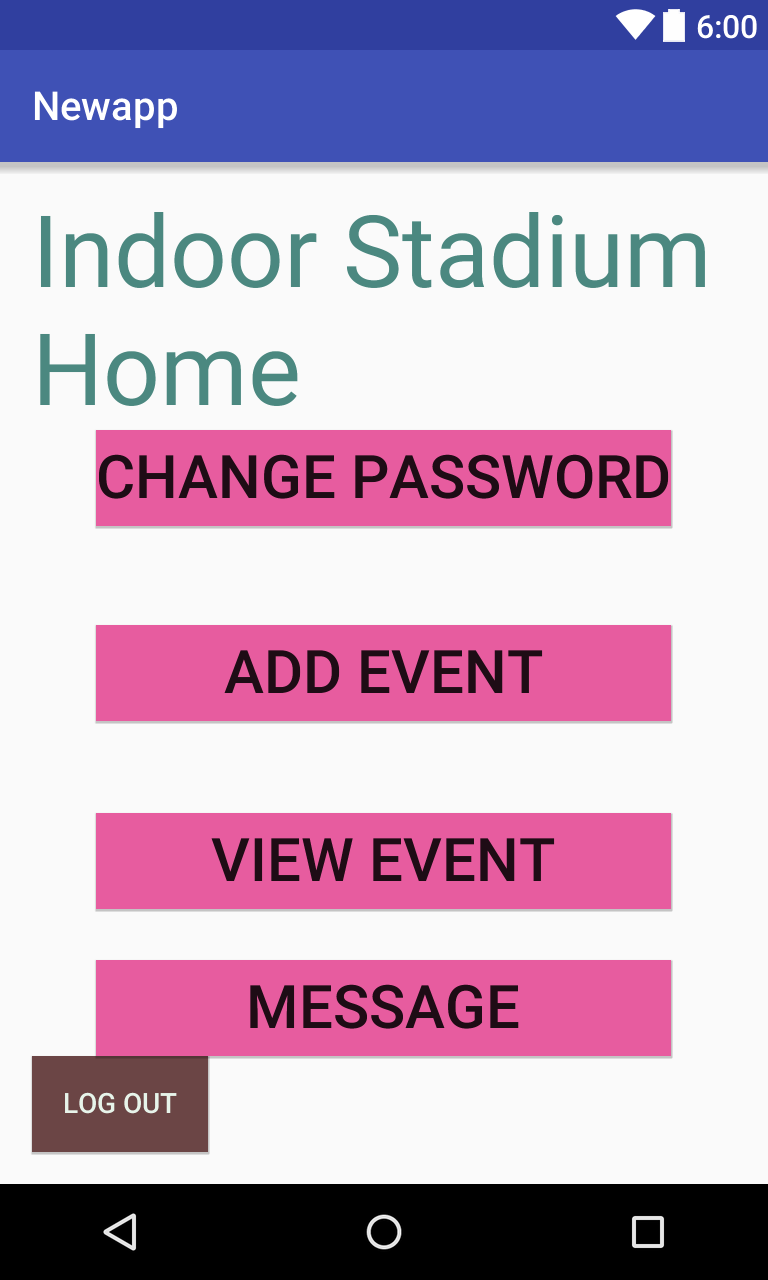 6:00
Newapp
Indoor Stadium
Home
CHANGE PASSWORD
ADD EVENT
VIEW EVENT
MESSAGE
LOG OUT